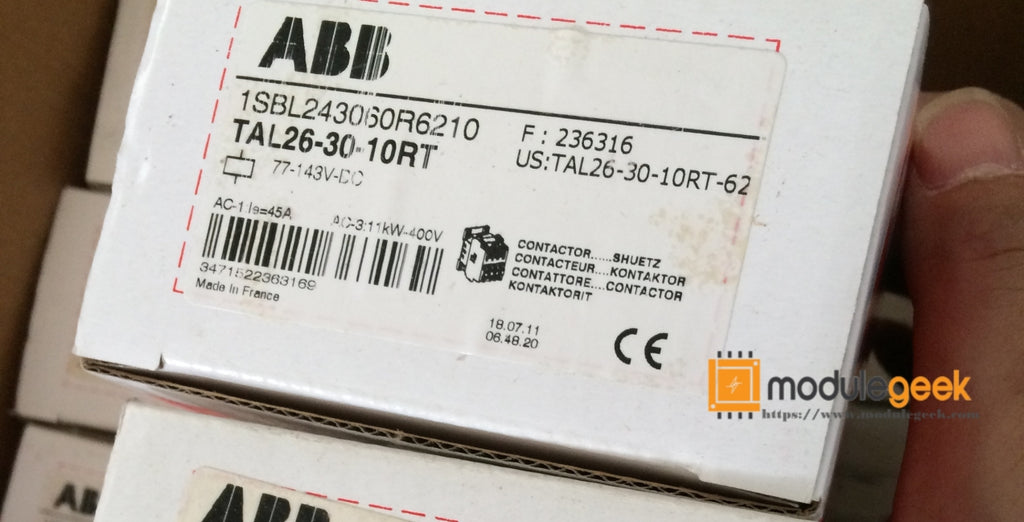 ABB
1SBL243060R6210
TAL26-30-10RT
77-143V-DC
F: 236316
US:TAL26-30-10RT-62
AC-1:Ie=45A
AC-3:11kW-400V
3471522363169
Made In France
CONTACTOR.....SHUETZ
CONTACTEUR....KONTAKTOR
CONTATTORE....CONTACTOR
KONTAKTORIT
18.07.11
06.48.20
CE
modulegeek
https://www.modulegeek.com
ABB
ABB